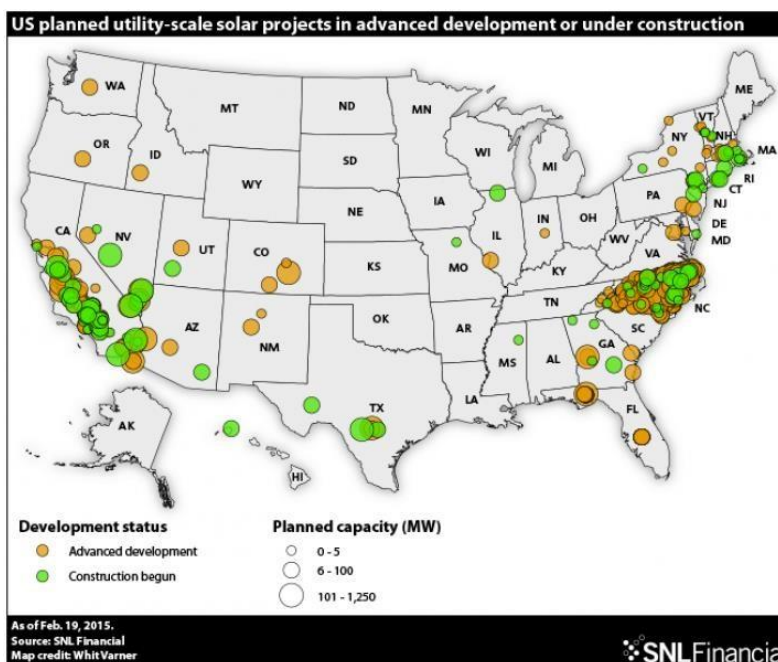 US planned utility-scale solar projects in advanced development or under construction
WA
MT
ND
MN
ME
VT
NH
OR
ID
SD
WI
NY
MA
WY
MI
RI
CT
IA
PA
NJ
NE
CA
NV
UT
CO
IL
IN
OH
DE
MD
KS
MO
WV
VA
KY
NC
TN
AZ
NM
OK
AR
SC
MS
AL
GA
TX
LA
FL
AK
HI
Development status
Advanced development
Construction begun
Planned capacity (MW)
0 - 5
6 - 100
101 - 1,250
As of Feb. 19, 2015.
Source: SNL Financial
Map credit: Whit Varner
SNLFinancial